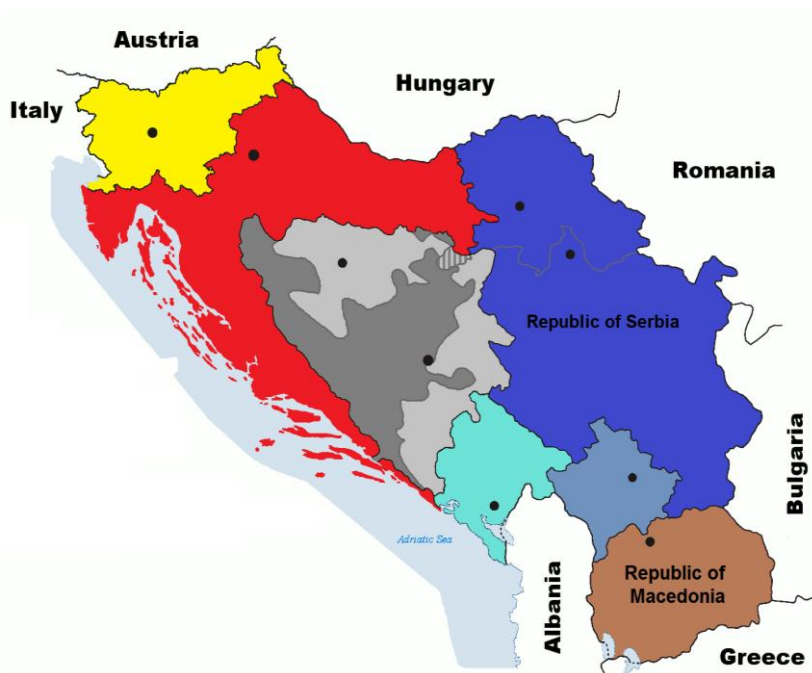 Austria
Hungary
Italy
Romania
Republic of Serbia
Bulgaria
Adriatic Sea
Republic of
Macedonia
Albania
Greece